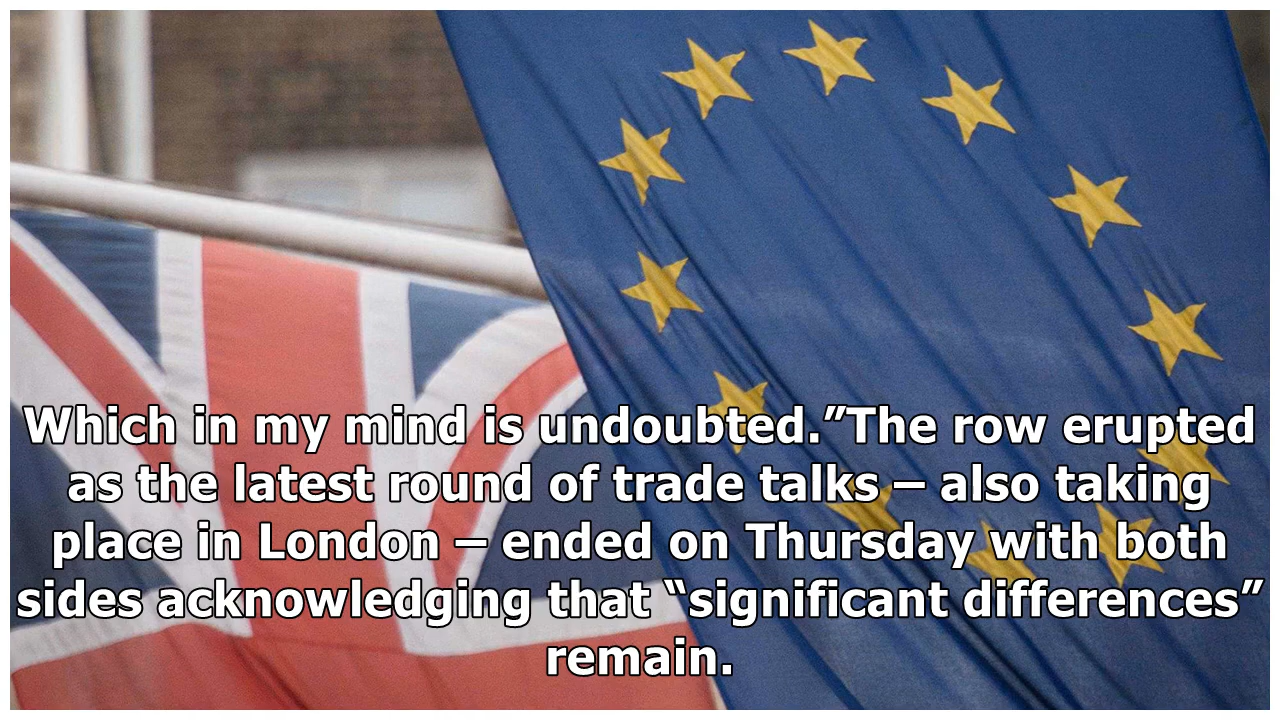 Which in my mind is undoubted.”The row erupted
as the latest round of trade talks – also taking
place in London – ended on Thursday with both
sides acknowledging that “significant differences”
remain.